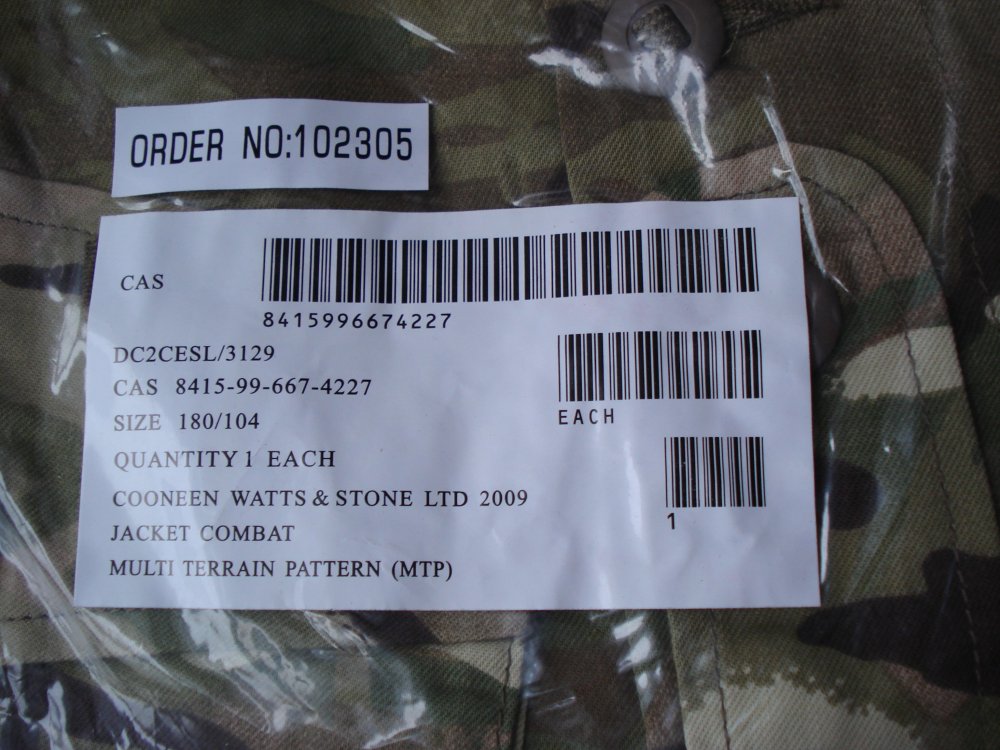 ORDER NO:102305
CAS
8415996674227
DC2CESL/3129
CAS 8415-99-667-4227
SIZE 180/104
EACH
QUANTITY 1 EACH
COONEEN WATTS & STONE LTD 2009
1
JACKET COMBAT
MULTI TERRAIN PATTERN (MTP)